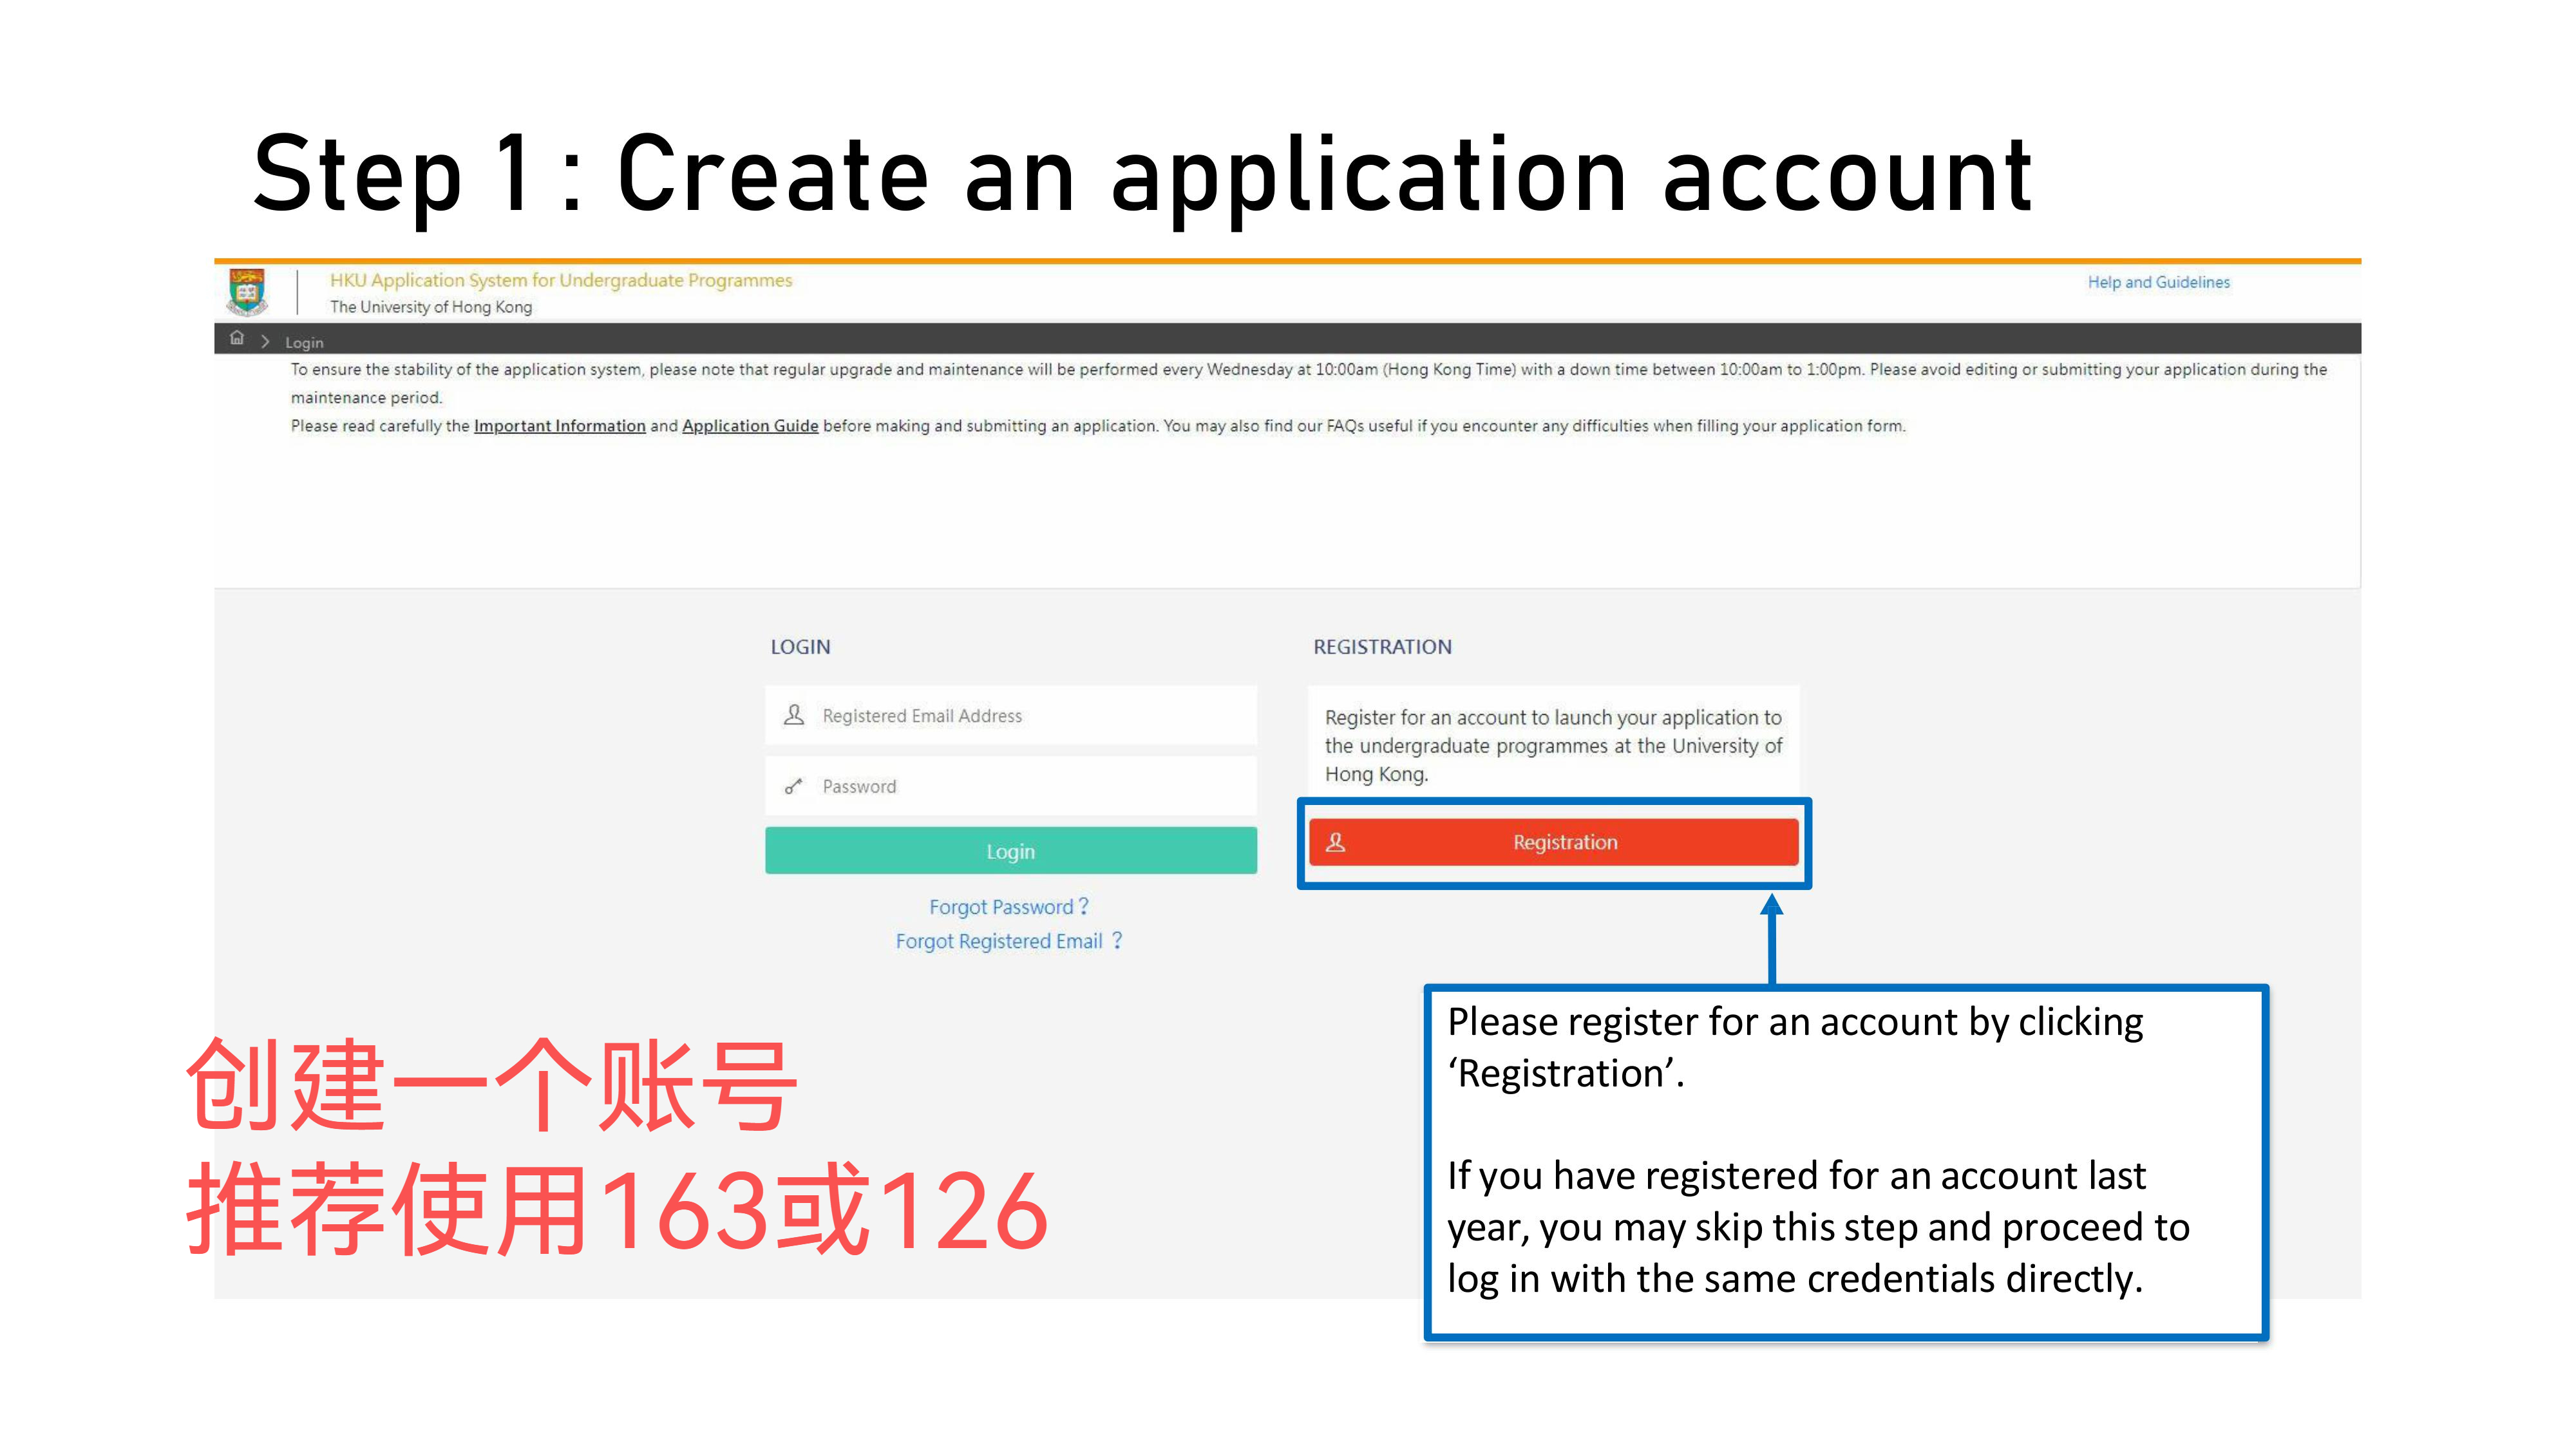 Step 1 : Create an application account
HKU Application System for Undergraduate Programmes
The University of Hong Kong
Help and Guidelines
Login
To ensure the stability of the application system, please note that regular upgrade and maintenance will be performed every Wednesday at 10:00am (Hong Kong Time) with a down time between 10:00am to 1:00pm. Please avoid editing or submitting your application during the
maintenance period.
Please read carefully the Important Information and Application Guide before making and submitting an application. You may also find our FAQs useful if you encounter any difficulties when filling your application form.
LOGIN
Registered Email Address
Password
Login
Forgot Password?
Forgot Registered Email ?
REGISTRATION
Register for an account to launch your application to
the undergraduate programmes at the University of
Hong Kong.
Registration
Please register for an account by clicking
‘Registration’.
If you have registered for an account last
year, you may skip this step and proceed to
log in with the same credentials directly.
创建一个账号
推荐使用163或126